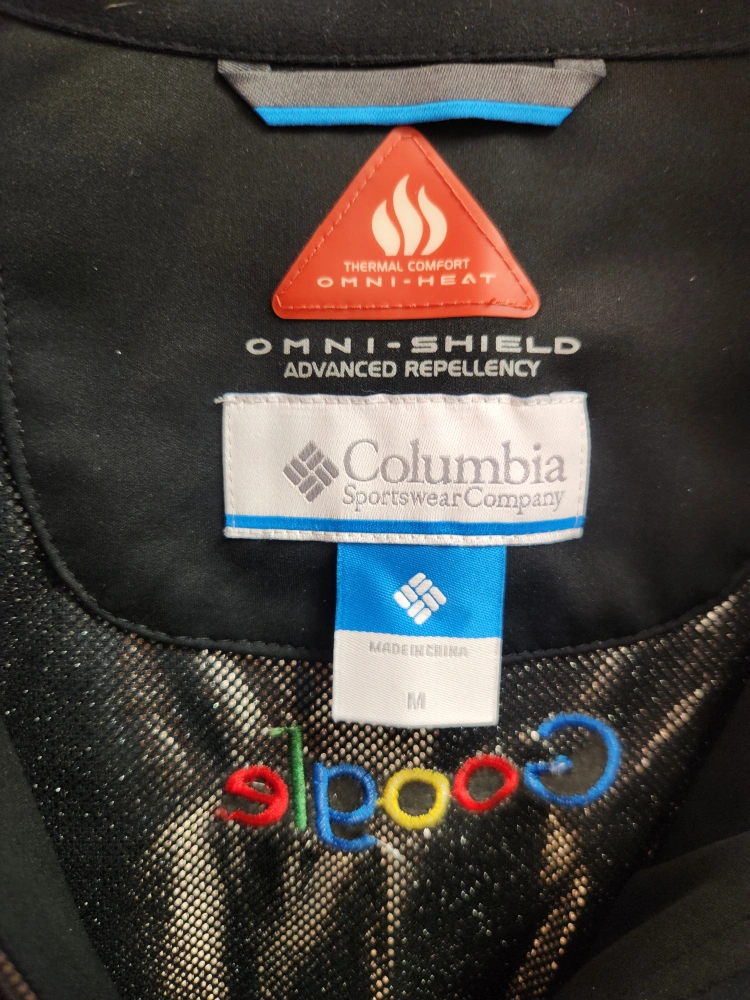 THERMAL COMFORT
OMNI-HEAT
OMNI-SHIELD
ADVANCED REPELLENCY
Columbia
Sportswear Company
MADE IN CHINA
M
Google